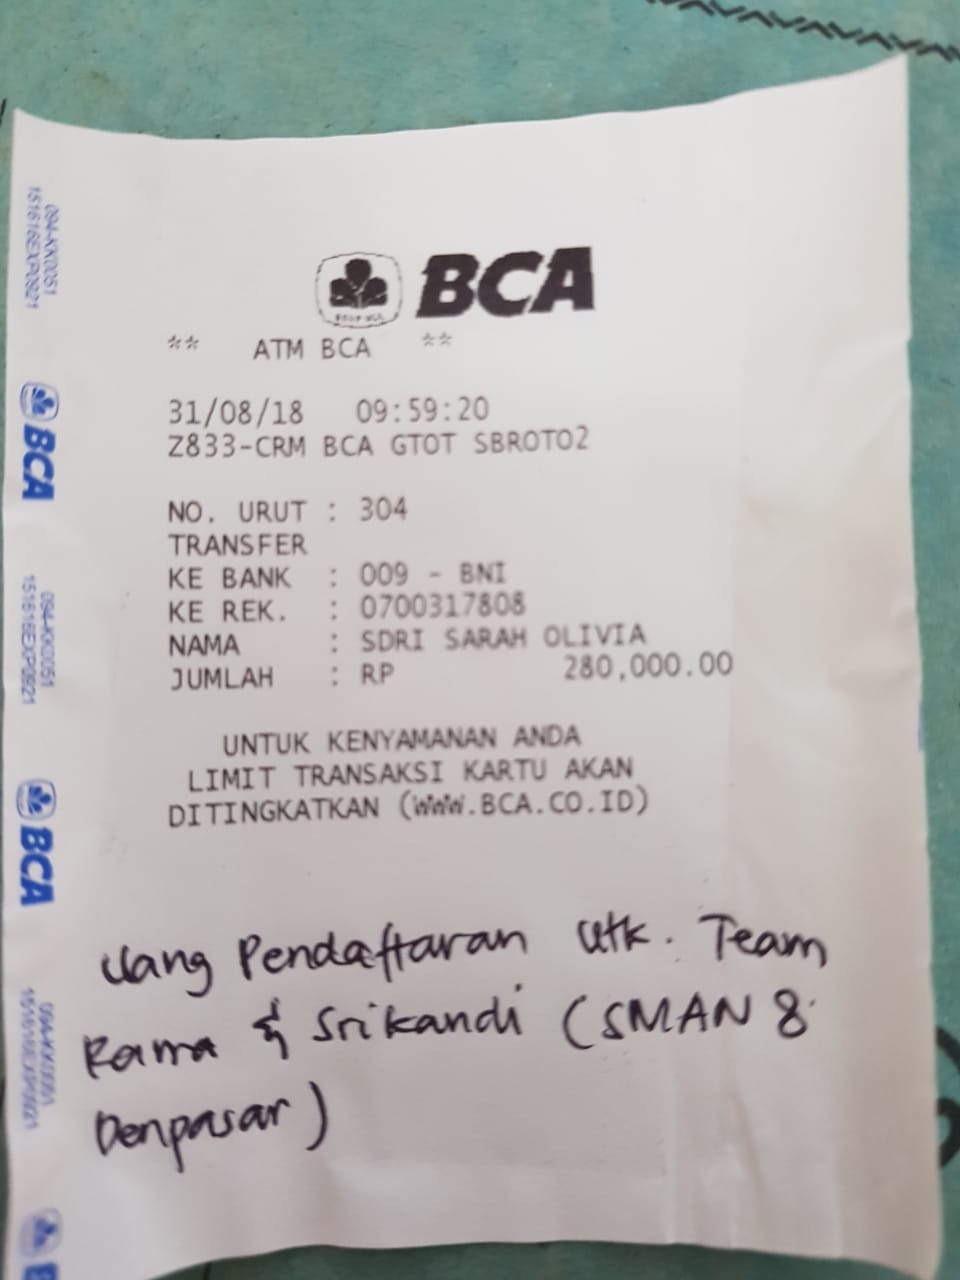 BCA
** ATM BCA **
31/08/18 09:59:20
Z833-CRM BCA GTOT SBROTO2
NO. URUT : 304
TRANSFER
KE BANK : 009 - BNI
KE REK. : 0700317808
NAMA : SDRI SARAH OLIVIA
JUMLAH : RP 280,000.00
UNTUK KENYAMANAN ANDA
LIMIT TRANSAKSI KARTU AKAN
DITINGKATKAN (WWW.BCA.CO.ID)
Uang Pendaftaran utk. Team
Rama & Srikandi (SMAN 8
Denpasar)
094-KK0051
151616EXP0921
BCA
094-KK0051
151616EXP0921
BCA
094-KK0051
151616EXP0921